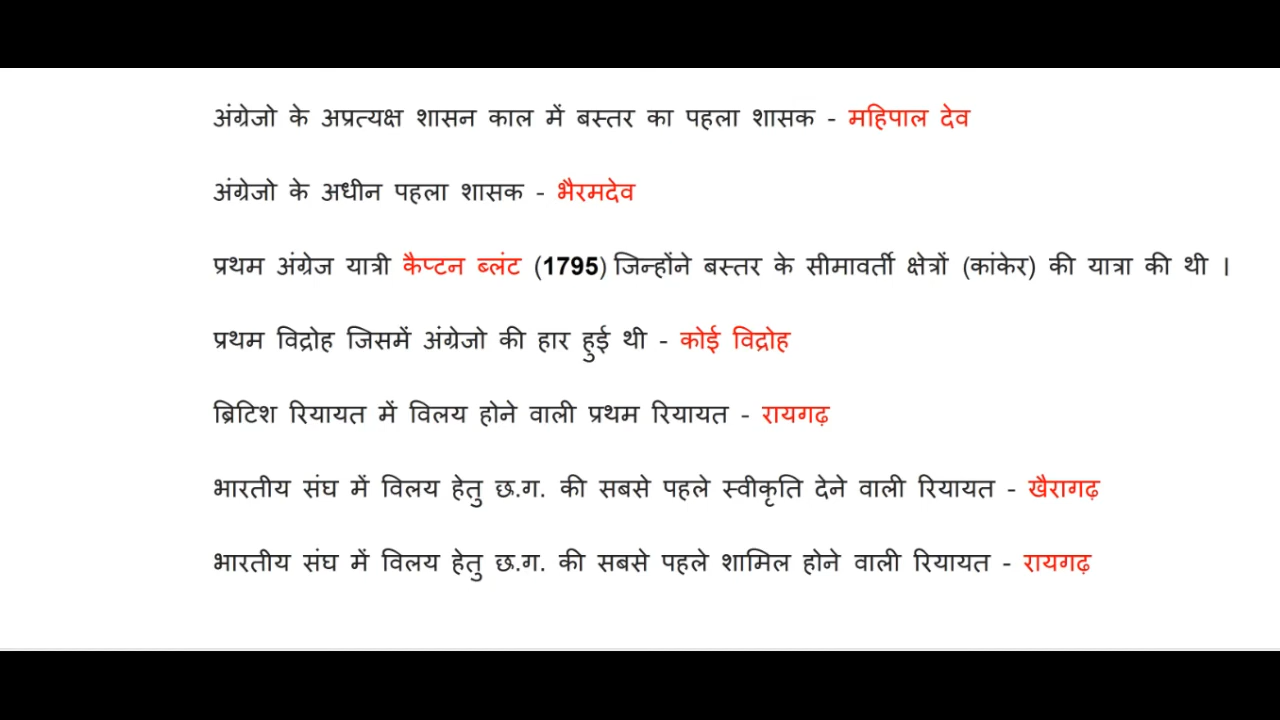 अंग्रेजो के अप्रत्यक्ष शासन काल में बस्तर का पहला शासक - महिपाल देव
अंग्रेजो के अधीन पहला शासक - भैरमदेव
प्रथम अंग्रेज यात्री कैप्टन ब्लंट (1795) जिन्होंने बस्तर के सीमावर्ती क्षेत्रों (कांकेर) की यात्रा की थी ।
प्रथम विद्रोह जिसमें अंग्रेजो की हार हुई थी - कोई विद्रोह
ब्रिटिश रियायत में विलय होने वाली प्रथम रियायत - रायगढ़
भारतीय संघ में विलय हेतु छ.ग. की सबसे पहले स्वीकृति देने वाली रियायत - खैरागढ़
भारतीय संघ में विलय हेतु छ.ग. की सबसे पहले शामिल होने वाली रियायत - रायगढ़